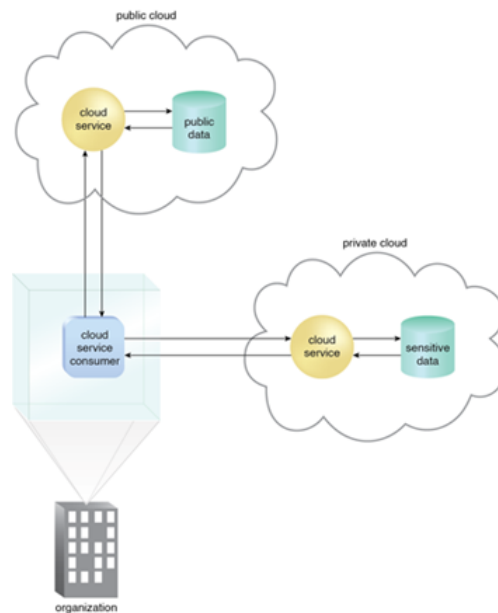 public cloud
cloud
service
public
data
private cloud
cloud
service
consumer
cloud
service
sensitive
data
organization